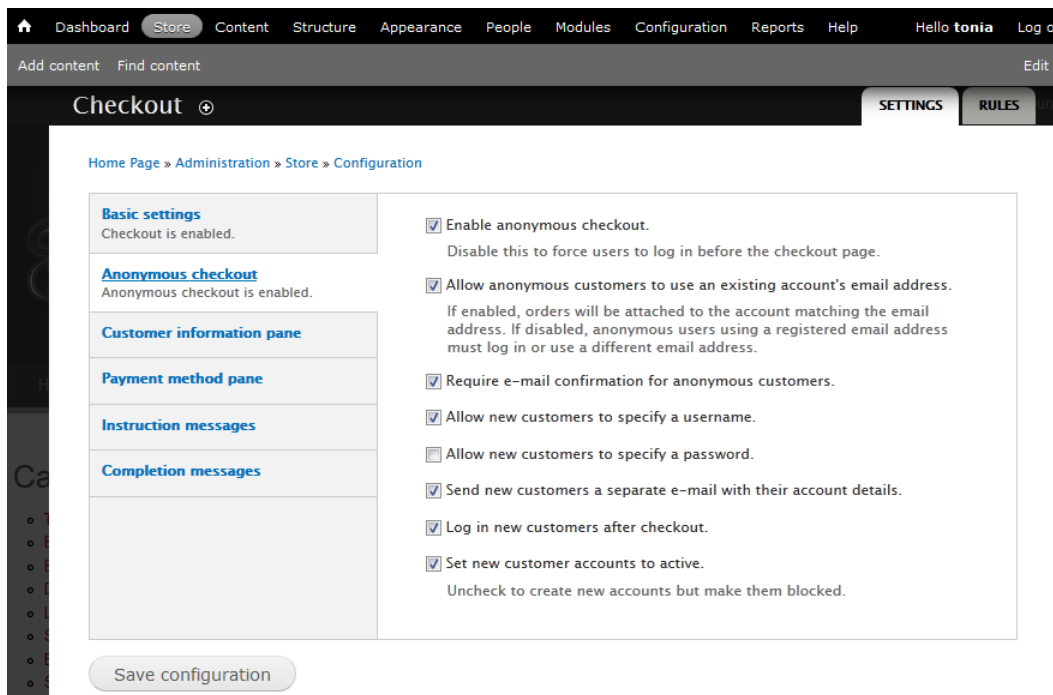 Dashboard Store Content Structure Appearance People Modules Configuration Reports Help Hello tonia Log
Add content Find content Edit
Checkout SETTINGS RULES
Home Page » Administration » Store » Configuration
Basic settings
Checkout is enabled.
Anonymous checkout
Anonymous checkout is enabled.
Customer information pane
Payment method pane
Instruction messages
Completion messages
Enable anonymous checkout.
Disable this to force users to log in before the checkout page.
Allow anonymous customers to use an existing account's email address.
If enabled, orders will be attached to the account matching the email
address. If disabled, anonymous users using a registered email address
must log in or use a different email address.
Require e-mail confirmation for anonymous customers.
Allow new customers to specify a username.
Allow new customers to specify a password.
Send new customers a separate e-mail with their account details.
Log in new customers after checkout.
Set new customer accounts to active.
Uncheck to create new accounts but make them blocked.
Save configuration